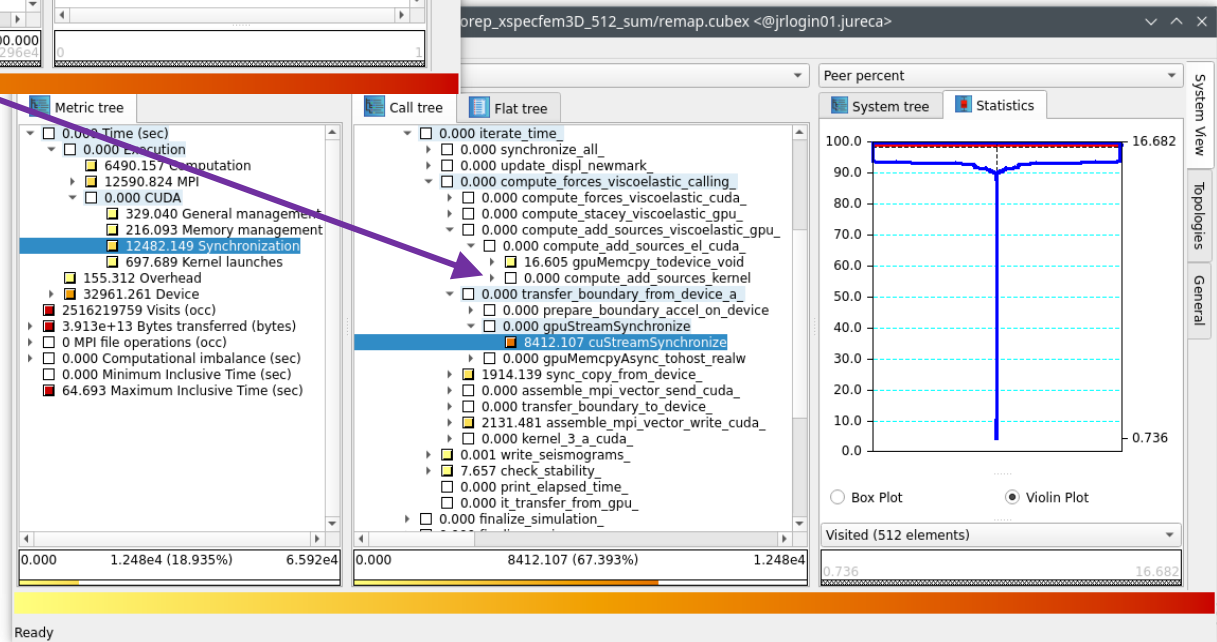 00.000
296e4
0 1
orep_xspecfem3D_512_sum/remap.cubex <@jrlogin01.jureca>
Peer percent
Metric tree
Call tree
Flat tree
System tree
Statistics
System View
Topologies
General
0.000 Time (sec)
0.000 Execution
6490.157 Computation
12590.824 MPI
0.000 CUDA
329.040 General management
216.093 Memory management
12482.149 Synchronization
697.689 Kernel launches
155.312 Overhead
32961.261 Device
2516219759 Visits (occ)
3.913e+13 Bytes transferred (bytes)
0 MPI file operations (occ)
0.000 Computational imbalance (sec)
0.000 Minimum Inclusive Time (sec)
64.693 Maximum Inclusive Time (sec)
0.000 1.248e4 (18.935%) 6.592e4
0.000 iterate_time_
0.000 synchronize_all_
0.000 update_displ_newmark_
0.000 compute_forces_viscoelastic_calling_
0.000 compute_forces_viscoelastic_cuda_
0.000 compute_stacey_viscoelastic_gpu_
0.000 compute_add_sources_viscoelastic_gpu_
0.000 compute_add_sources_el_cuda_
16.605 gpuMemcpy_todevice_void
0.000 compute_add_sources_kernel
0.000 transfer_boundary_from_device_a_
0.000 prepare_boundary_accel_on_device
0.000 gpuStreamSynchronize
8412.107 cuStreamSynchronize
0.000 gpuMemcpyAsync_tohost_realw
1914.139 sync_copy_from_device_
0.000 assemble_mpi_vector_send_cuda_
0.000 transfer_boundary_to_device_
2131.481 assemble_mpi_vector_write_cuda_
0.000 kernel_3_a_cuda_
0.001 write_seismograms_
7.657 check_stability_
0.000 print_elapsed_time_
0.000 it_transfer_from_gpu_
0.000 finalize_simulation_
0.000 8412.107 (67.393%) 1.248e4
100.0 16.682
90.0
80.0
70.0
60.0
50.0
40.0
30.0
20.0
10.0 0.736
0.0
Box Plot
Violin Plot
Visited (512 elements)
0.736 16.682
Ready